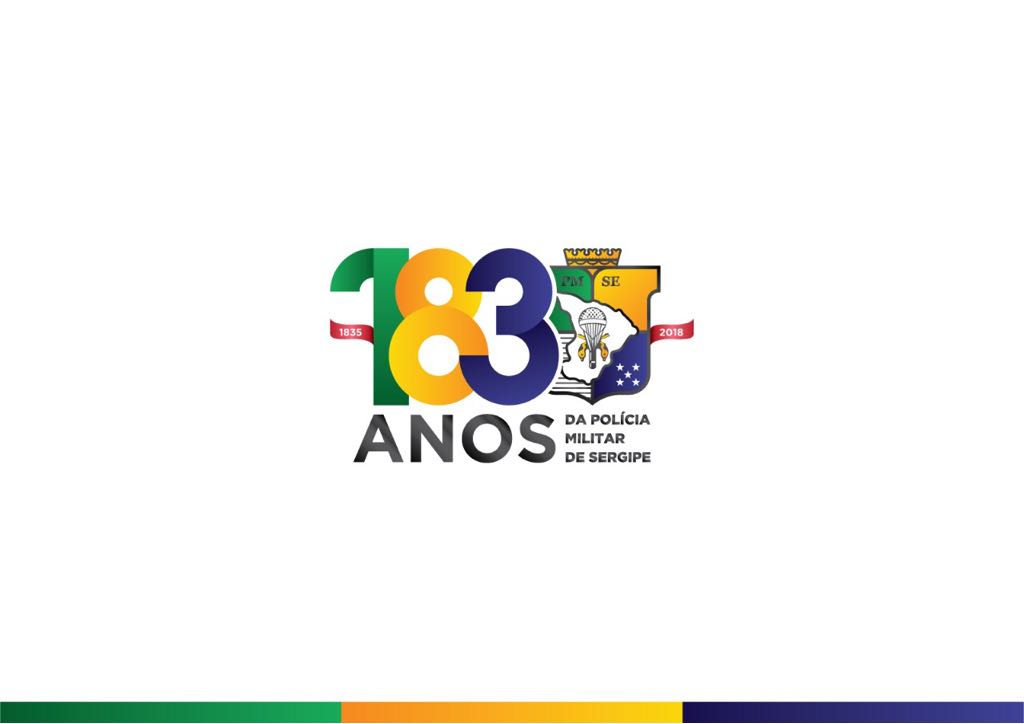 183
PM SE
1835
2018
ANOS
DA POLÍCIA
MILITAR
DE SERGIPE